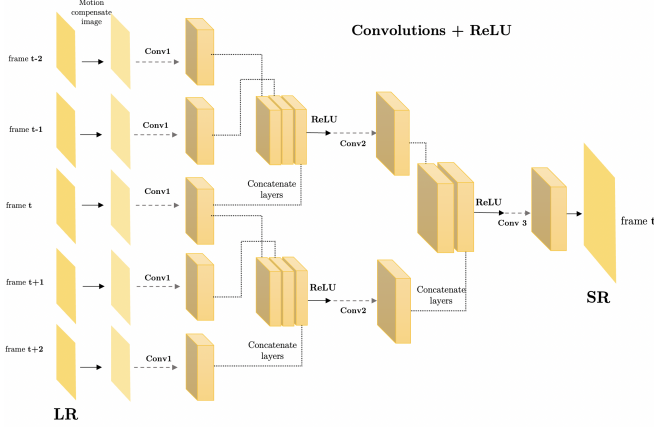 Motion
compensate
image
Convolutions + ReLU
frame t-2
Conv1
frame t-1
Conv1
ReLU
Conv2
Concatenate
layers
frame t
Conv1
ReLU
Conv 3
frame t
frame t+1
Conv1
ReLU
Conv2
Concatenate
layers
SR
frame t+2
Conv1
Concatenate
layers
LR